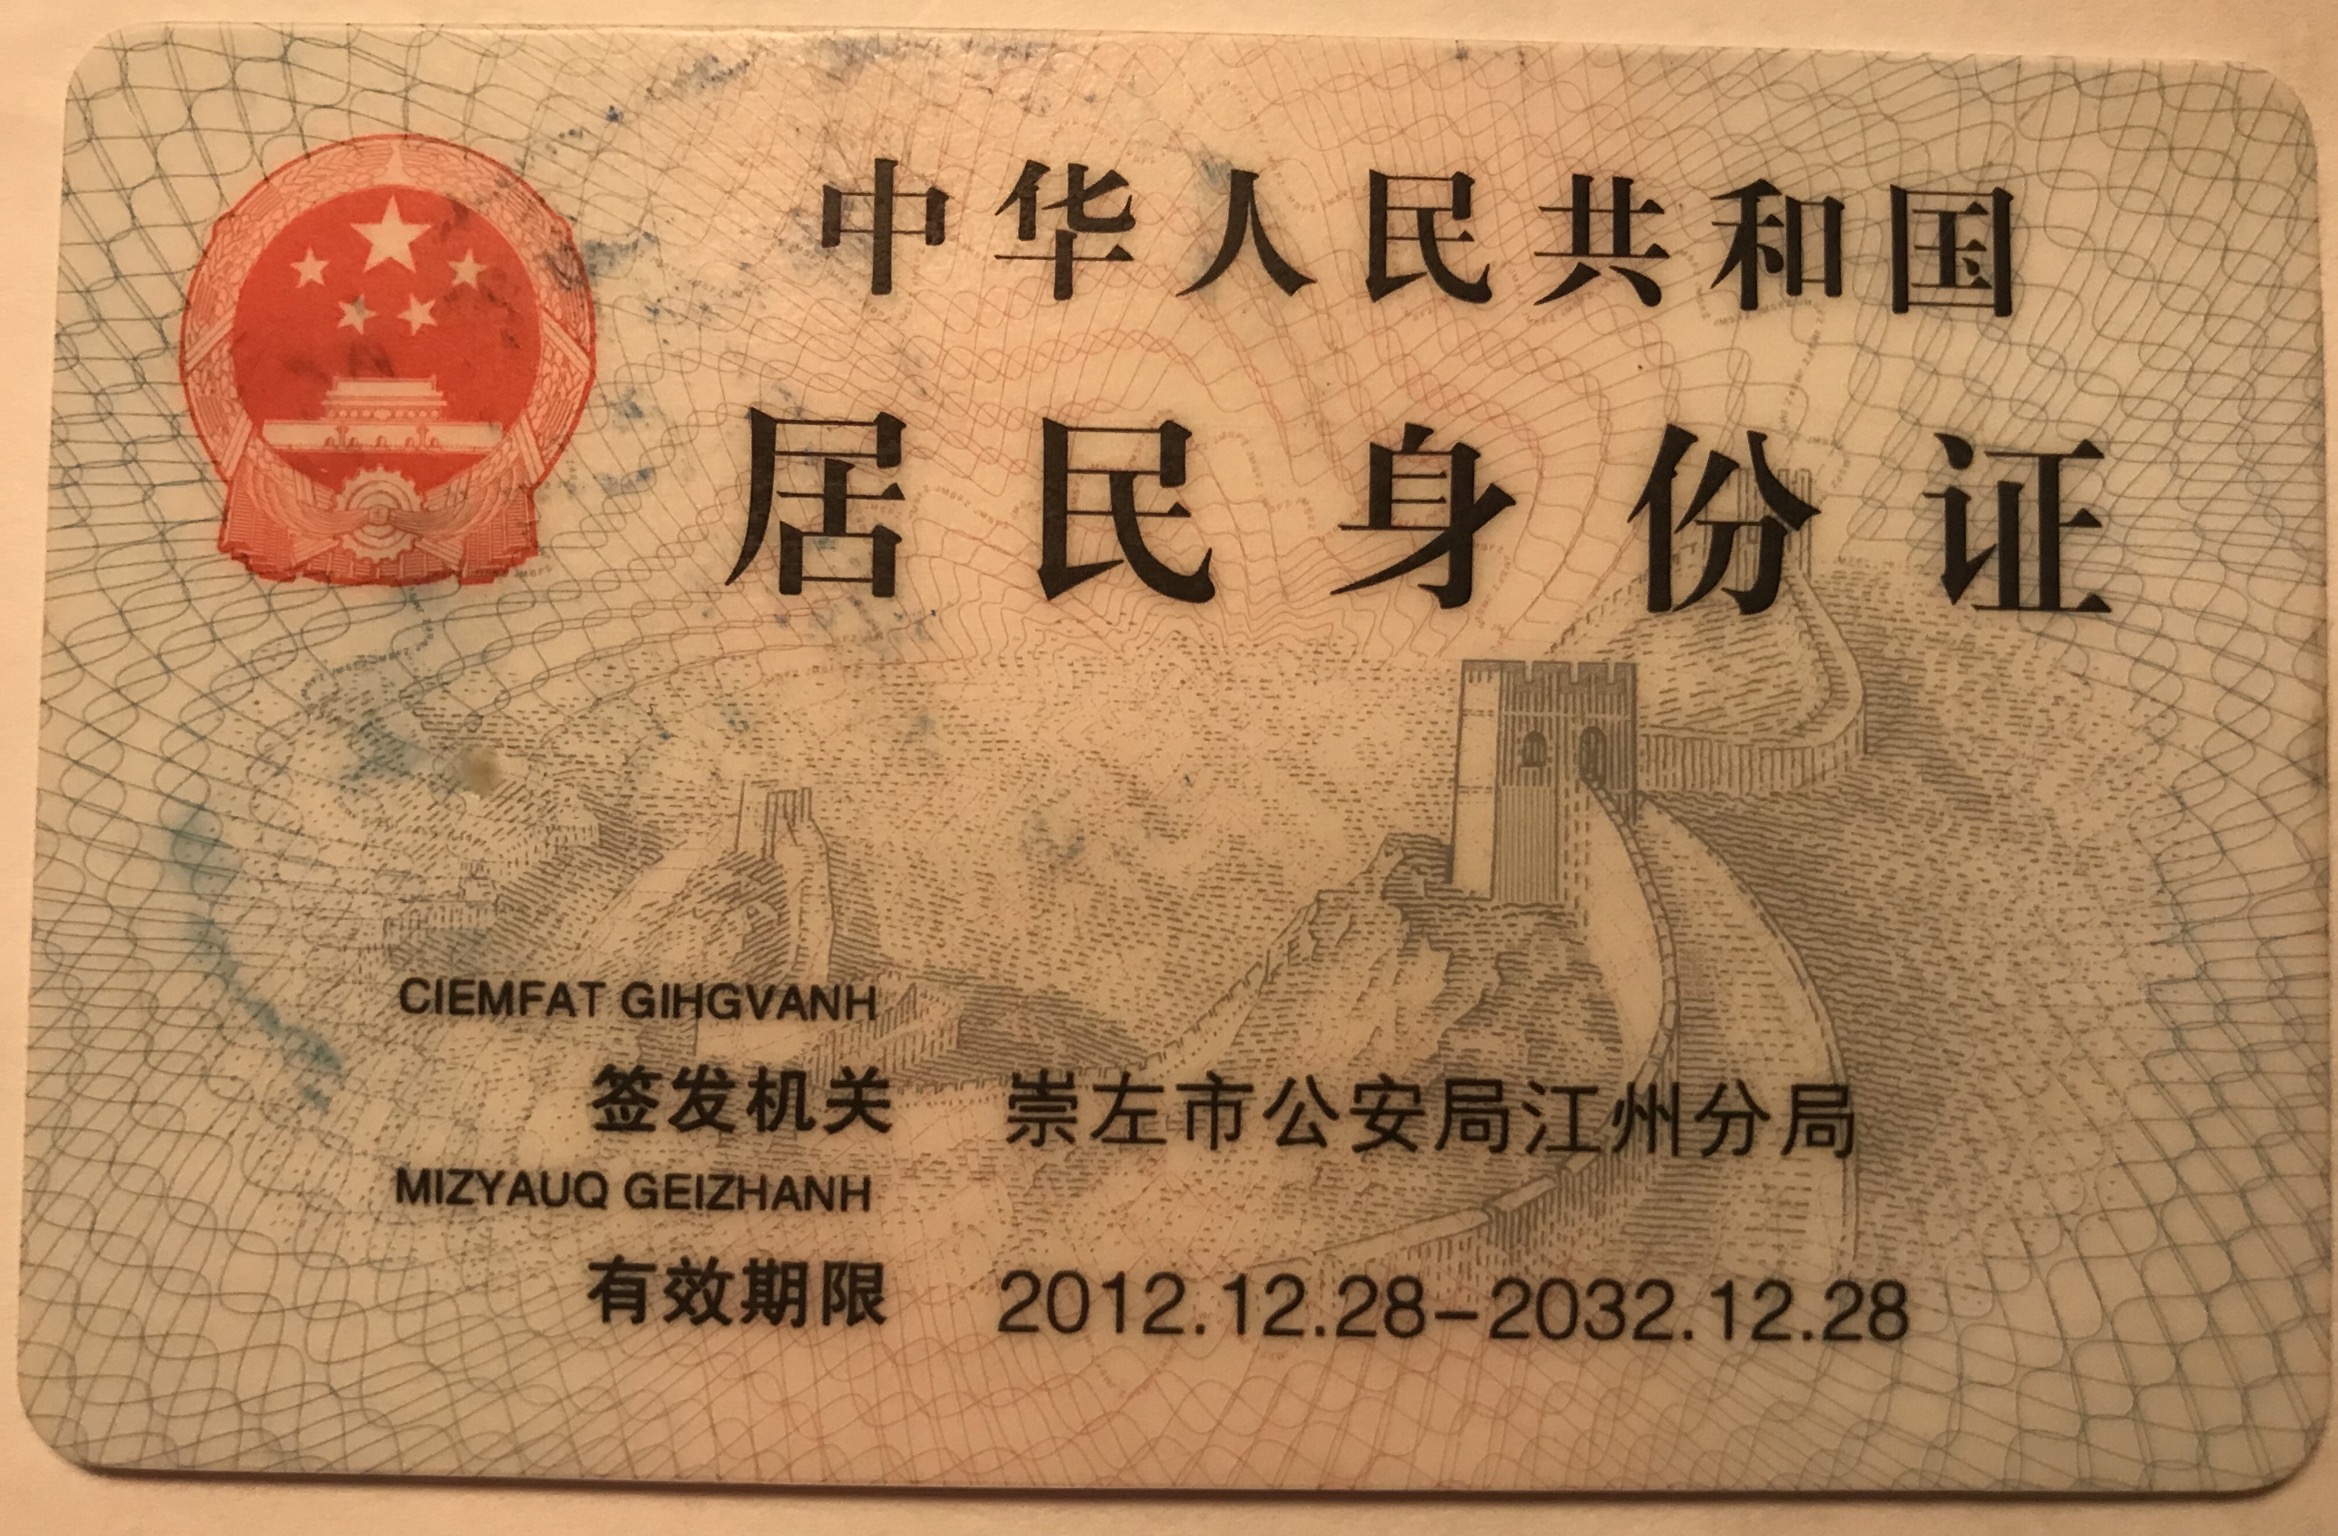 中华人民共和国
居民身份证
CIEMFAT GIHGVANH
签发机关 崇左市公安局江州分局
MIZYAUQ GEIZHANH
有效期限 2012.12.28-2032.12.28